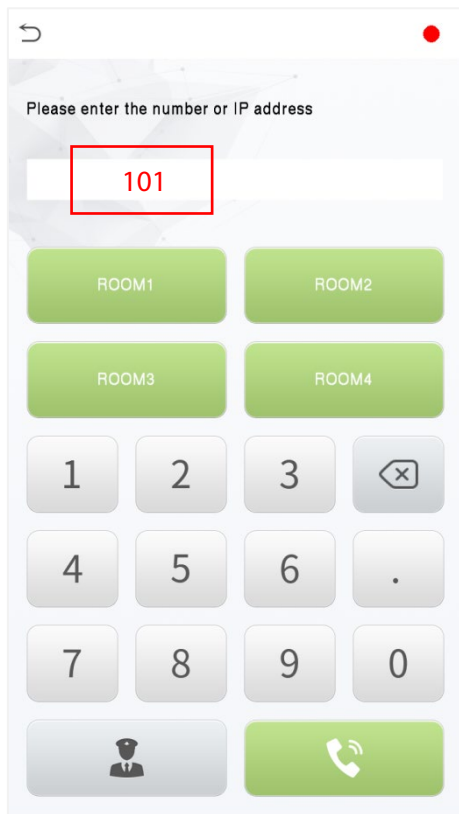 Please enter the number or IP address
101
ROOM1 ROOM2
ROOM3 ROOM4
1 2 3
4 5 6 .
7 8 9 0